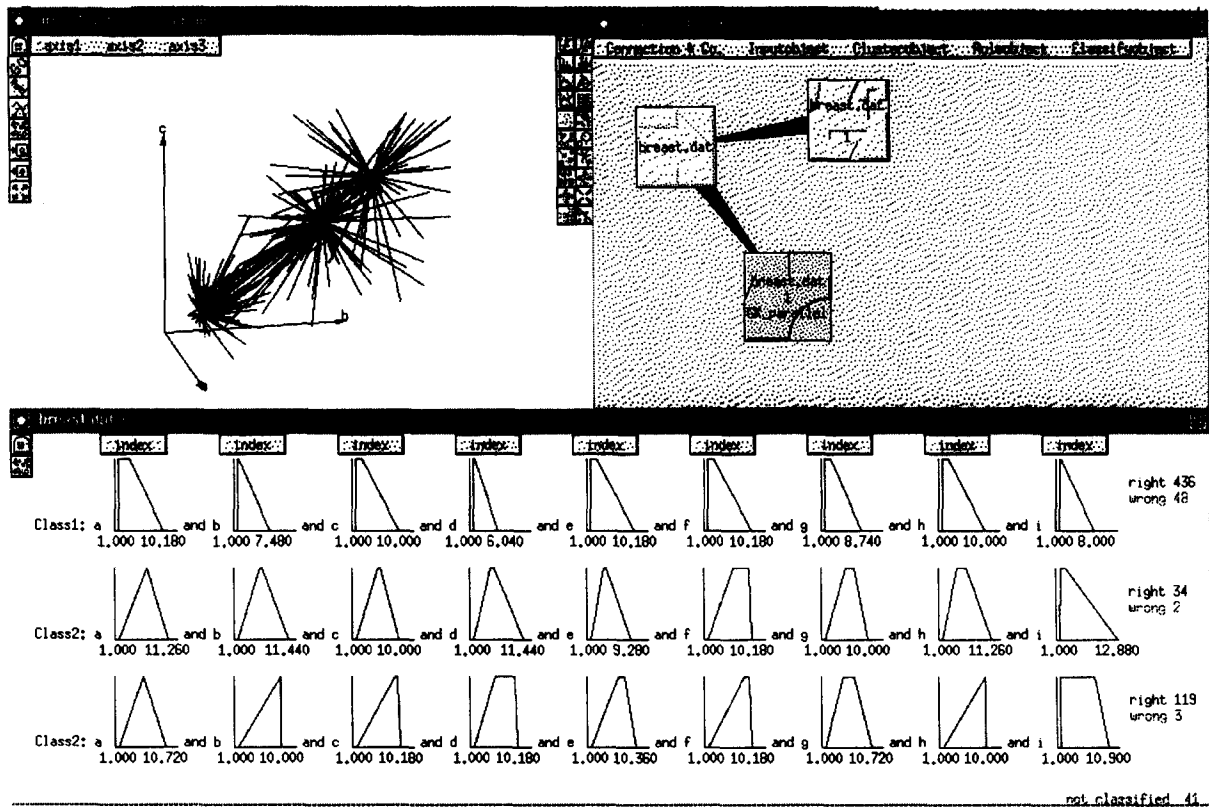 axis1 axis2 axis3
Connection & Co. Inputobject Clusterobject Ruleobject Classifyobject
c
b
breast.dat
breast.dat
breast.dat
GK_parallel
index index index index index index index index index
Class1: a and b and c and d and e and f and g and h and i
right 436
wrong 48
1.000 10.180 1.000 7.480 1.000 10.000 1.000 6.040 1.000 10.180 1.000 10.180 1.000 8.740 1.000 10.000 1.000 8.000
Class2: a and b and c and d and e and f and g and h and i
right 34
wrong 2
1.000 11.260 1.000 11.440 1.000 10.000 1.000 11.440 1.000 9.280 1.000 10.180 1.000 10.000 1.000 11.260 1.000 12.880
Class2: a and b and c and d and e and f and g and h and i
right 119
wrong 3
1.000 10.720 1.000 10.000 1.000 10.180 1.000 10.180 1.000 10.360 1.000 10.180 1.000 10.720 1.000 10.000 1.000 10.900
not classified 41